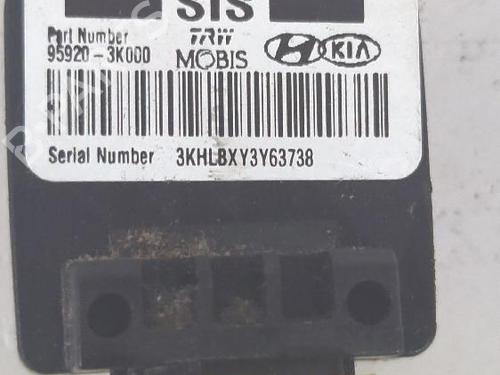 SIS
Part Number
95920-3K000
TRW
MOBIS
KIA
Serial Number 3KHLBXY3Y63738